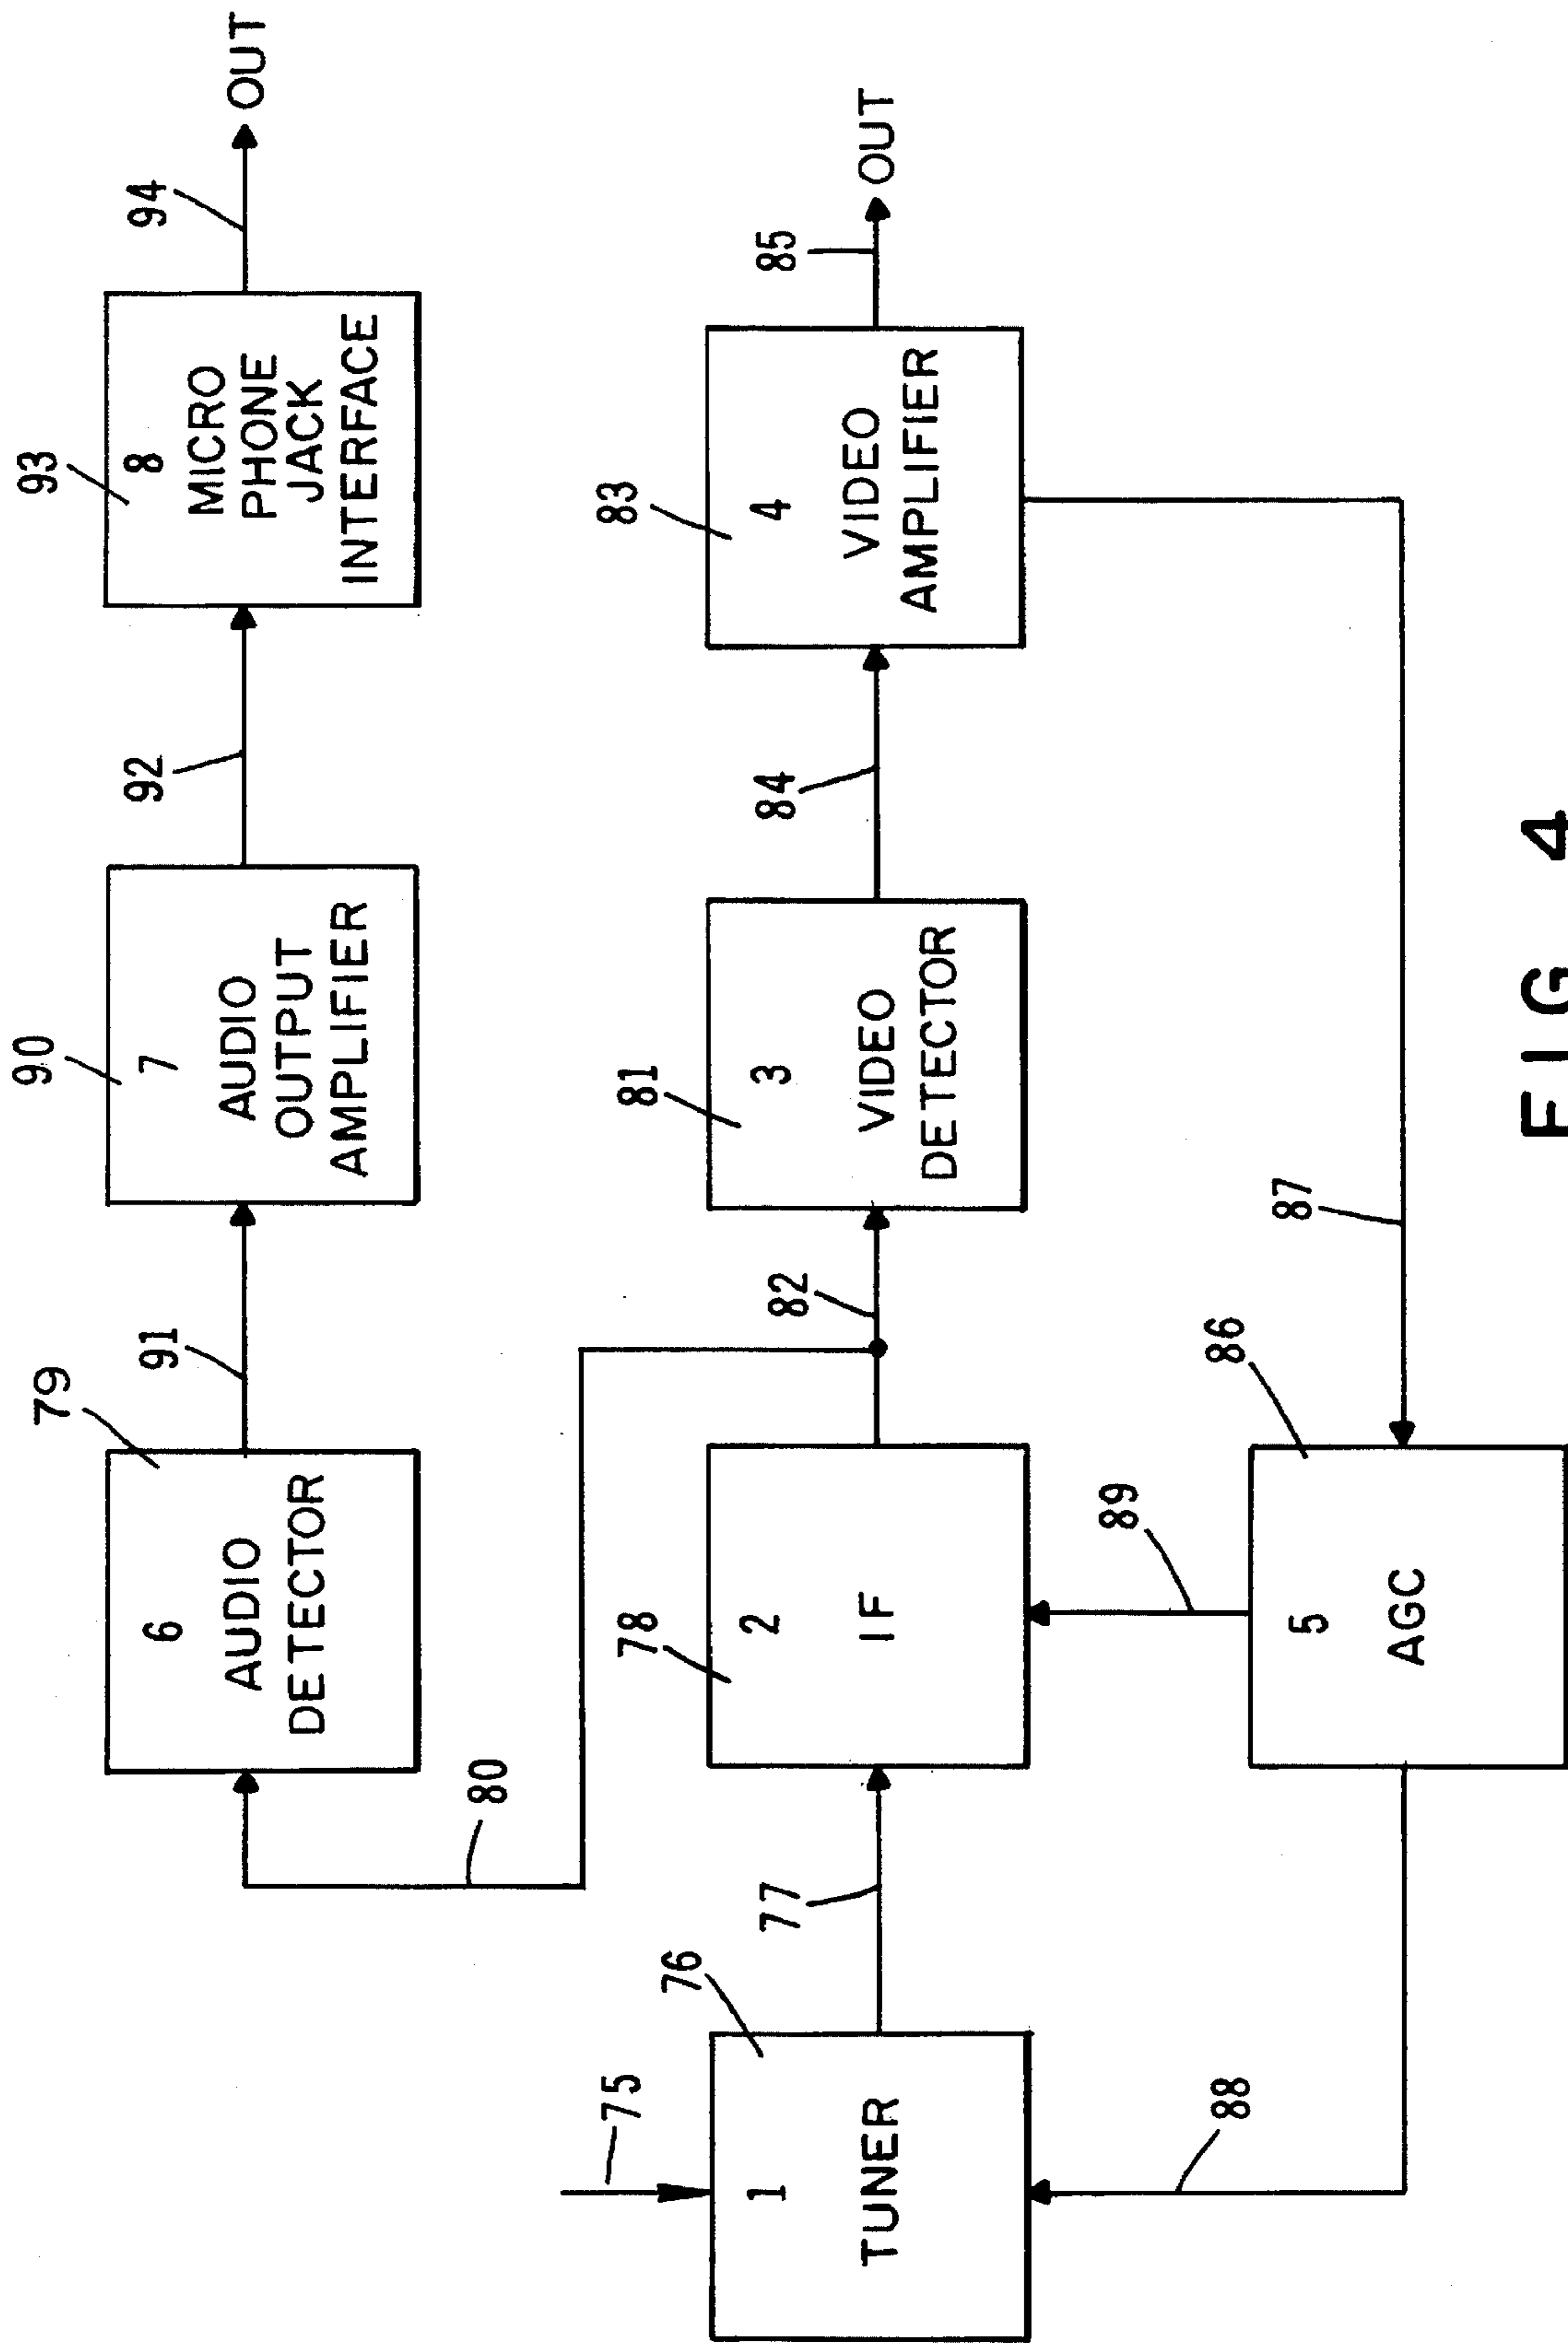 93
8
MICRO
PHONE
JACK
INTERFACE
94
OUT
92
90
7
AUDIO
OUTPUT
AMPLIFIER
91
79
6
AUDIO
DETECTOR
80
75
76
1
TUNER
77
78
2
IF
82
81
3
VIDEO
DETECTOR
84
83
4
VIDEO
AMPLIFIER
85
OUT
88
89
86
5
AGC
87
FIG 4